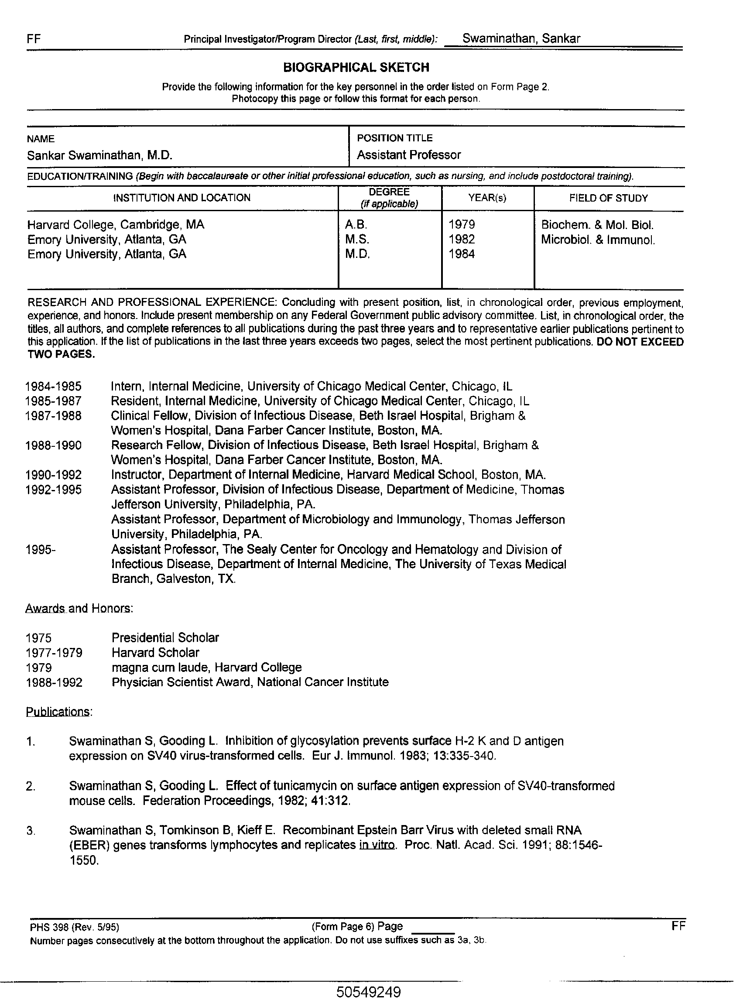 FF Principal Investigator/Program Director (Last, first, middle): Swaminathan, Sankar
BIOGRAPHICAL SKETCH
Provide the following information for the key personnel in the order listed on Form Page 2.
Photocopy this page or follow this format for each person.
NAME
Sankar Swaminathan, M.D.
POSITION TITLE
Assistant Professor
EDUCATION/TRAINING (Begin with baccalaureate or other initial professional education, such as nursing, and include postdoctoral training).
INSTITUTION AND LOCATION DEGREE (if applicable) YEAR(s) FIELD OF STUDY
Harvard College, Cambridge, MA A.B. 1979 Biochem. & Mol. Biol.
Emory University, Atlanta, GA M.S. 1982 Microbiol. & Immunol.
Emory University, Atlanta, GA M.D. 1984
RESEARCH AND PROFESSIONAL EXPERIENCE: Concluding with present position, list, in chronological order, previous employment,
experience, and honors. Include present membership on any Federal Government public advisory committee. List, in chronological order, the
titles, all authors, and complete references to all publications during the past three years and to representative earlier publications pertinent to
this application. If the list of publications in the last three years exceeds two pages, select the most pertinent publications. DO NOT EXCEED
TWO PAGES.
1984-1985 Intern, Internal Medicine, University of Chicago Medical Center, Chicago, IL
1985-1987 Resident, Internal Medicine, University of Chicago Medical Center, Chicago, IL
1987-1988 Clinical Fellow, Division of Infectious Disease, Beth Israel Hospital, Brigham &
Women's Hospital, Dana Farber Cancer Institute, Boston, MA.
1988-1990 Research Fellow, Division of Infectious Disease, Beth Israel Hospital, Brigham &
Women's Hospital, Dana Farber Cancer Institute, Boston, MA.
1990-1992 Instructor, Department of Internal Medicine, Harvard Medical School, Boston, MA.
1992-1995 Assistant Professor, Division of Infectious Disease, Department of Medicine, Thomas
Jefferson University, Philadelphia, PA.
Assistant Professor, Department of Microbiology and Immunology, Thomas Jefferson
University, Philadelphia, PA.
1995- Assistant Professor, The Sealy Center for Oncology and Hematology and Division of
Infectious Disease, Department of Internal Medicine, The University of Texas Medical
Branch, Galveston, TX.
Awards and Honors:
1975 Presidential Scholar
1977-1979 Harvard Scholar
1979 magna cum laude, Harvard College
1988-1992 Physician Scientist Award, National Cancer Institute
Publications:
1. Swaminathan S, Gooding L. Inhibition of glycosylation prevents surface H-2 K and D antigen
expression on SV40 virus-transformed cells. Eur J. Immunol. 1983; 13:335-340.
2. Swaminathan S, Gooding L. Effect of tunicamycin on surface antigen expression of SV40-transformed
mouse cells. Federation Proceedings, 1982; 41:312.
3. Swaminathan S, Tomkinson B, Kieff E. Recombinant Epstein Barr Virus with deleted small RNA
(EBER) genes transforms lymphocytes and replicates in vitro. Proc. Natl. Acad. Sci. 1991; 88:1546-
1550.
PHS 398 (Rev. 5/95) (Form Page 6) Page FF
Number pages consecutively at the bottom throughout the application. Do not use suffixes such as 3a, 3b.
50549249